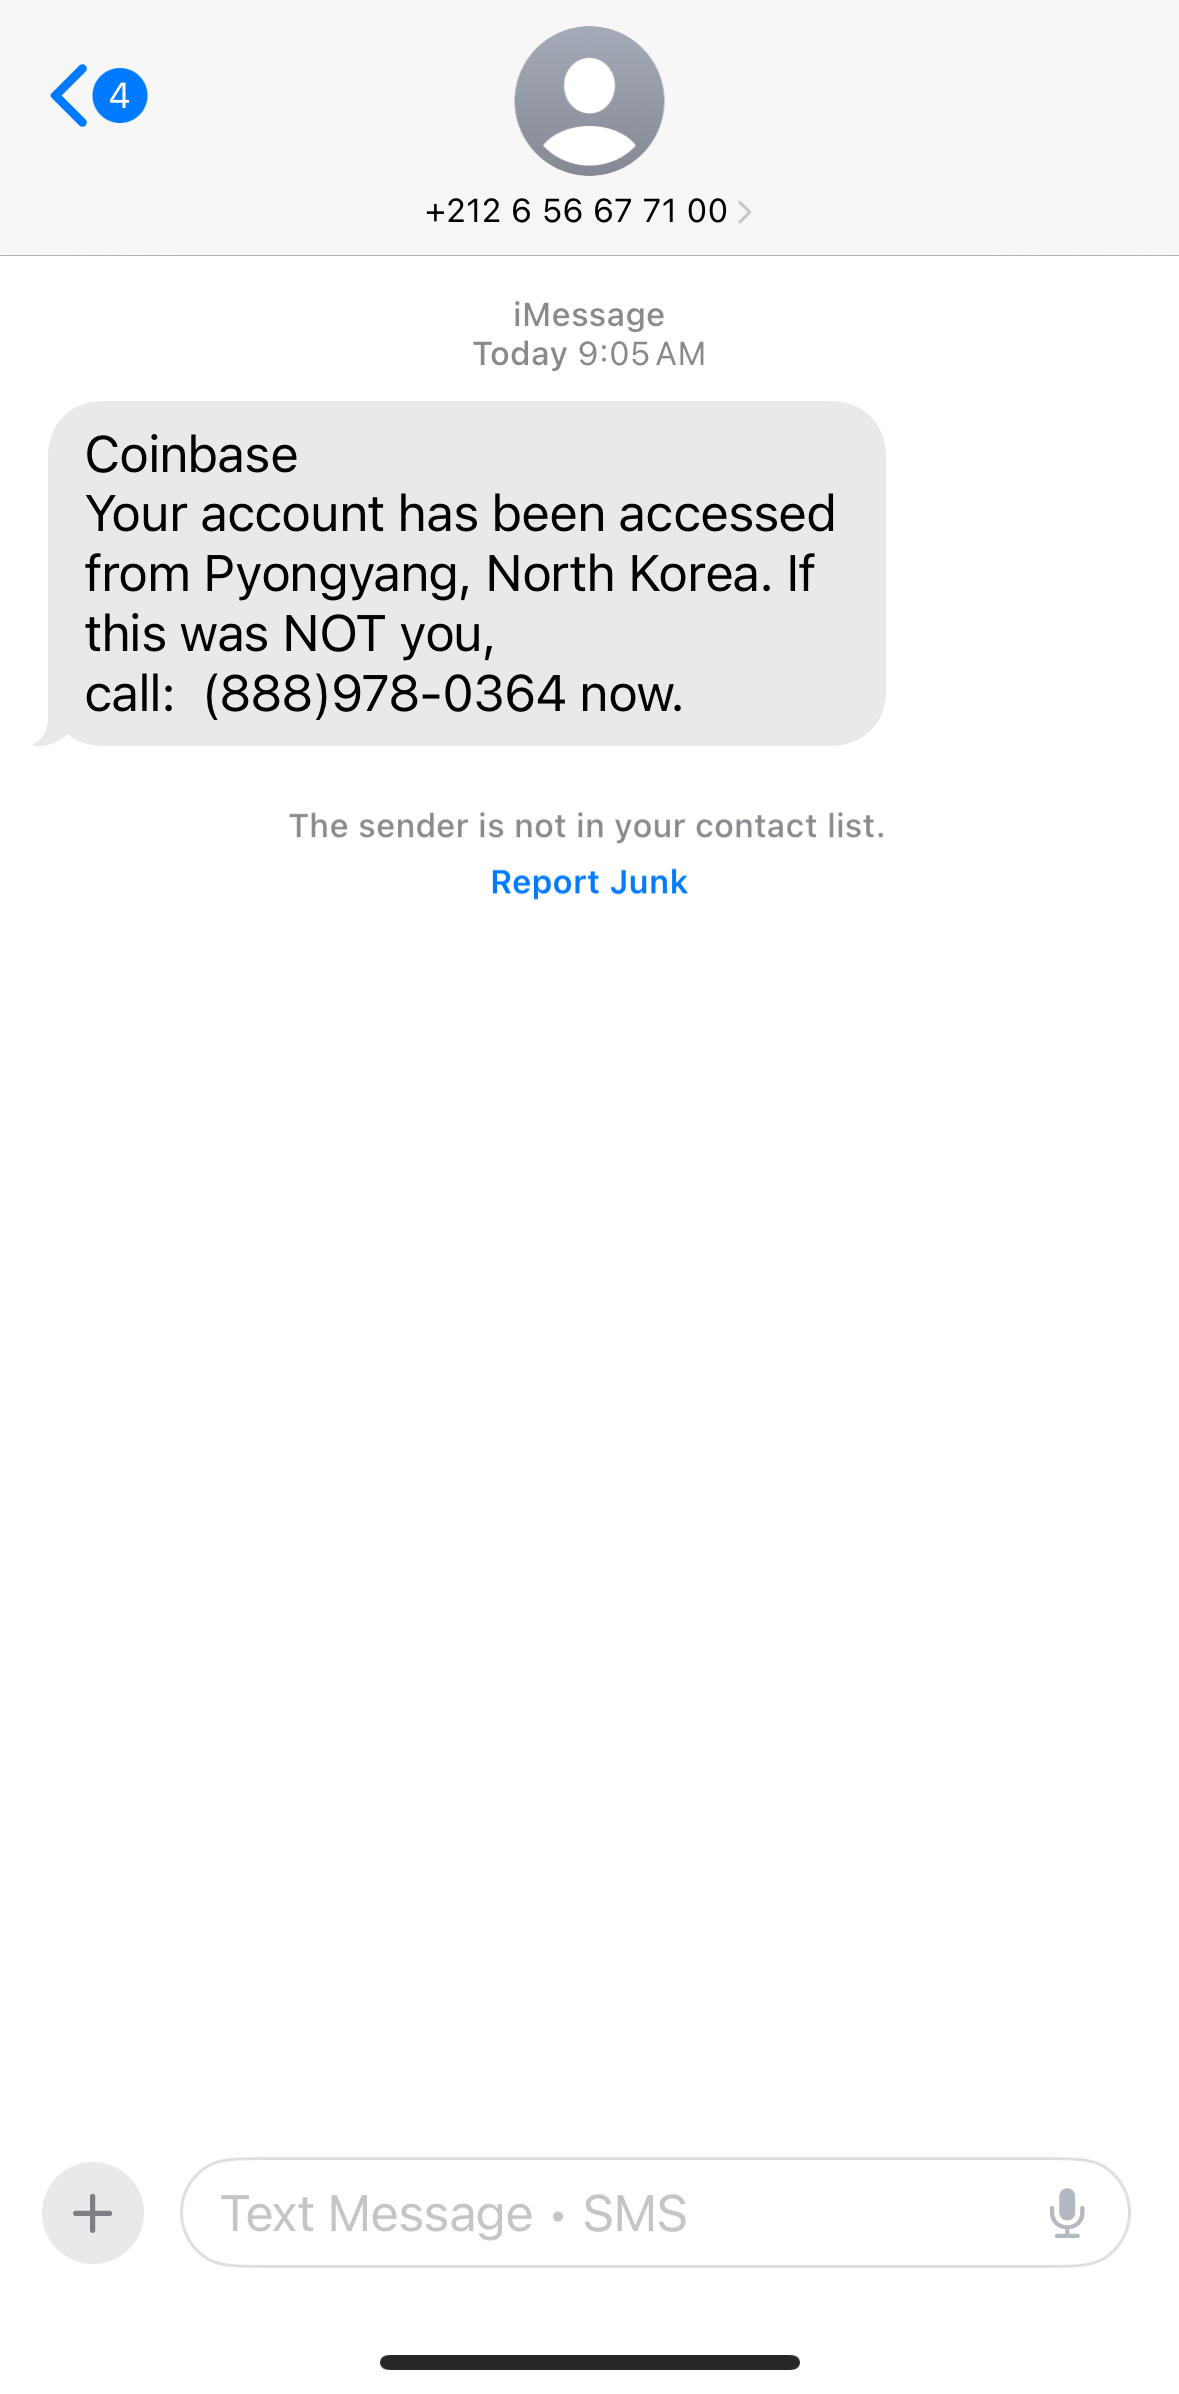 4
+212 6 56 67 71 00
iMessage
Today 9:05 AM
Coinbase
Your account has been accessed
from Pyongyang, North Korea. If
this was NOT you,
call:  (888)978-0364 now.
The sender is not in your contact list.
Report Junk
Text Message • SMS